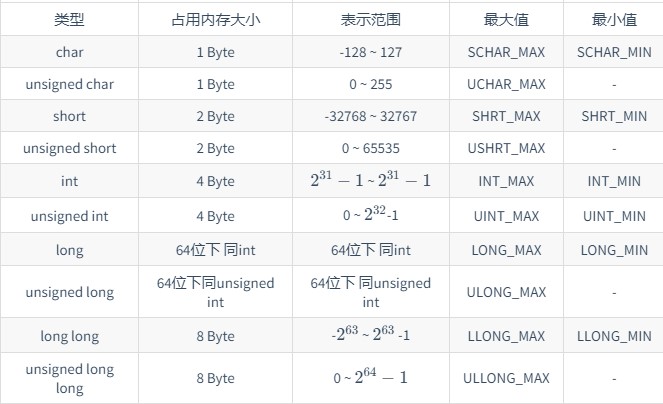 类型 占用内存大小 表示范围 最大值 最小值
char 1 Byte -128 ~ 127 SCHAR_MAX SCHAR_MIN
unsigned char 1 Byte 0 ~ 255 UCHAR_MAX -
short 2 Byte -32768 ~ 32767 SHRT_MAX SHRT_MIN
unsigned short 2 Byte 0 ~ 65535 USHRT_MAX -
int 4 Byte 2^31 − 1 ~ 2^31 − 1 INT_MAX INT_MIN
unsigned int 4 Byte 0 ~ 2^32-1 UINT_MAX UINT_MIN
long 64位下 同int 64位下 同int LONG_MAX LONG_MIN
unsigned long 64位下同unsigned int 64位下 同unsigned int ULONG_MAX -
long long 8 Byte -2^63 ~ 2^63 -1 LLONG_MAX LLONG_MIN
unsigned long long 8 Byte 0 ~ 2^64 − 1 ULLONG_MAX -